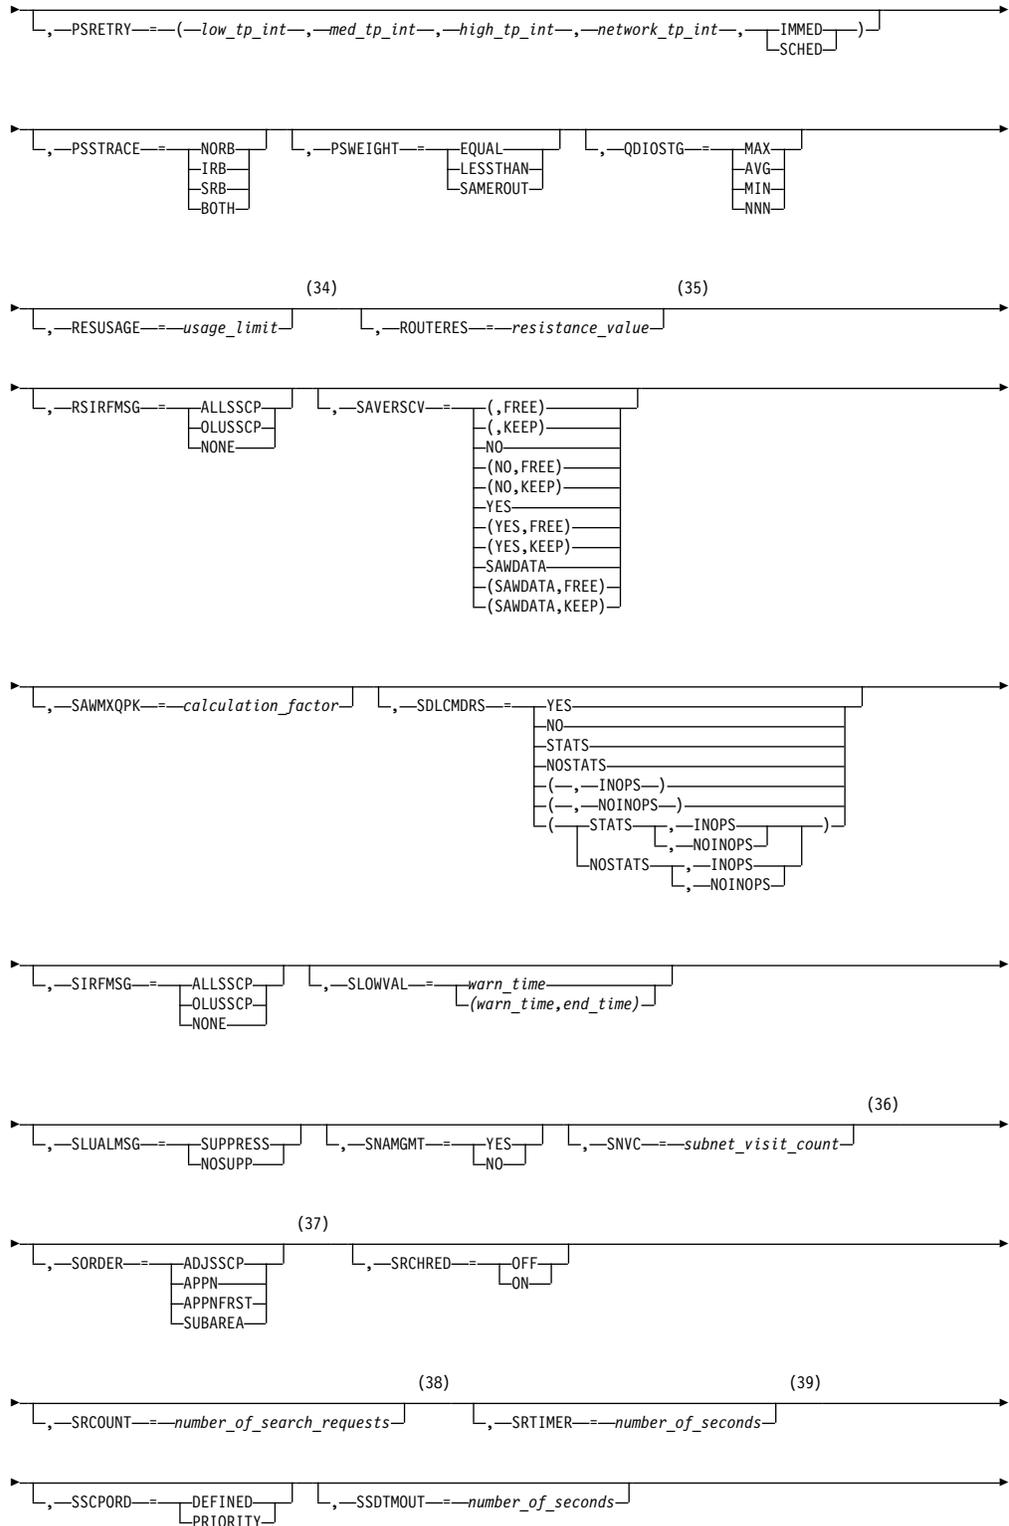 ,PSRETRY=(low_tp_int,med_tp_int,high_tp_int,network_tp_int,IMMED)
SCHED
,PSSTRACE=NORB ,PSWEIGHT=EQUAL ,QDIOSTG=MAX
IRB LESSTHAN AVG
SRB SAMEROUT MIN
BOTH NNN
(34) (35)
,RESUSAGE=usage_limit ,ROUTERES=resistance_value
,RSIRFMSG=ALLSSCP ,SAVERSCV=(,FREE)
OLUSSCP (,KEEP)
NONE NO
(NO,FREE)
(NO,KEEP)
YES
(YES,FREE)
(YES,KEEP)
SAWDATA
(SAWDATA,FREE)
(SAWDATA,KEEP)
,SAWMXQPK=calculation_factor ,SDLCMDRS=YES
NO
STATS
NOSTATS
(,INOPS)
(,NOINOPS)
(STATS,INOPS)
,NOINOPS
NOSTATS,INOPS
,NOINOPS
,SIRFMSG=ALLSSCP ,SLOWVAL=warn_time
OLUSSCP (warn_time,end_time)
NONE
(36)
,SLUALMSG=SUPPRESS ,SNAMGMT=YES ,SNVC=subnet_visit_count
NOSUPP NO
(37)
,SORDER=ADJSSCP ,SRCHRED=OFF
APPN ON
APPNFRST
SUBAREA
(38) (39)
,SRCOUNT=number_of_search_requests ,SRTIMER=number_of_seconds
,SSCPORD=DEFINED ,SSDTMOUT=number_of_seconds
PRIORITY